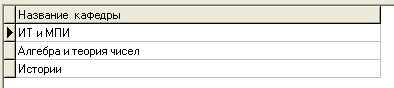 Название кафедры
ИТ и МПИ
Алгебра и теория чисел
Истории